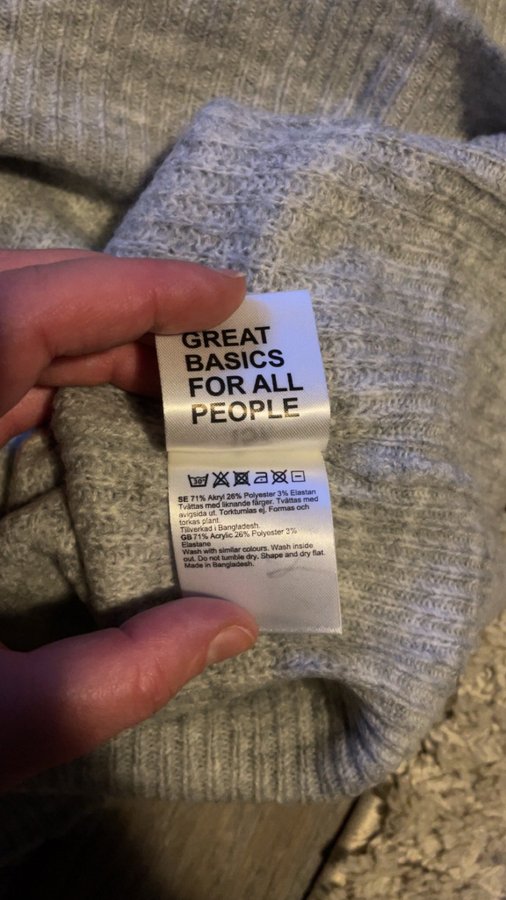 GREAT
BASICS
FOR ALL
PEOPLE
30
SE 71% Akryl 26% Polyester 3% Elastan
Tvättas med liknande färger. Tvättas med
avigsida ut. Torktumlas ej. Formas och
torkas plant.
Tillverkad i Bangladesh.
GB 71% Acrylic 26% Polyester 3%
Elastane
Wash with similar colours. Wash inside
out. Do not tumble dry. Shape and dry flat.
Made in Bangladesh.